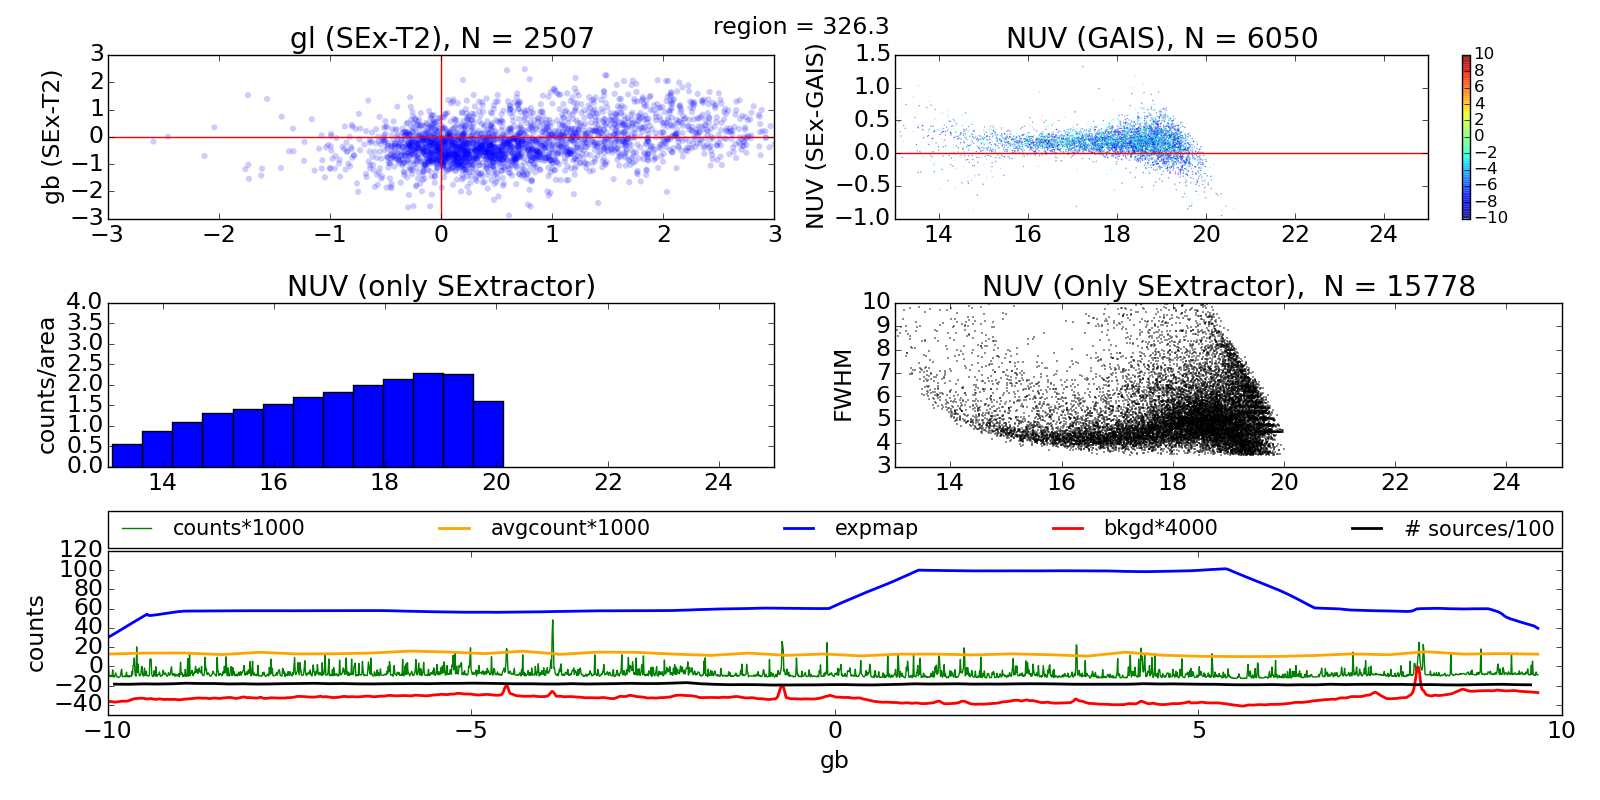 region = 326.3
gl (SEx-T2), N = 2507
gb (SEx-T2)
3
2
1
0
−1
−2
−3
−3 −2 −1 0 1 2 3
NUV (GAIS), N = 6050
NUV (SEx-GAIS)
1.5
1.0
0.5
0.0
−0.5
−1.0
14 16 18 20 22 24
10
8
6
4
2
0
−2
−4
−6
−8
−10
NUV (only SExtractor)
counts/area
4.0
3.5
3.0
2.5
2.0
1.5
1.0
0.5
0.0
14 16 18 20 22 24
NUV (Only SExtractor),  N = 15778
FWHM
10
9
8
7
6
5
4
3
14 16 18 20 22 24
counts*1000 avgcount*1000 expmap bkgd*4000 # sources/100
counts
120
100
80
60
40
20
0
−20
−40
−10 −5 0 5 10
gb